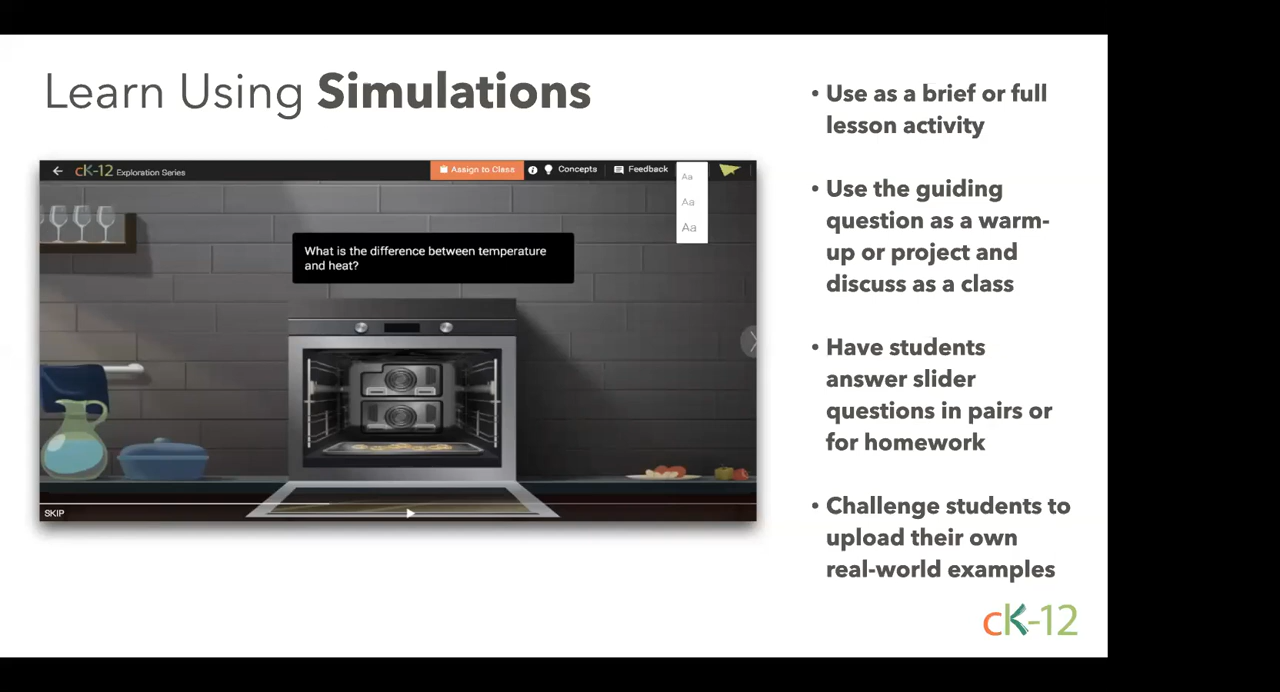 Learn Using Simulations
cK-12 Exploration Series
Assign to Class
Concepts
Feedback
Aa
Aa
Aa
What is the difference between temperature
and heat?
SKIP
• Use as a brief or full
lesson activity
• Use the guiding
question as a warm-
up or project and
discuss as a class
• Have students
answer slider
questions in pairs or
for homework
• Challenge students to
upload their own
real-world examples
cK-12